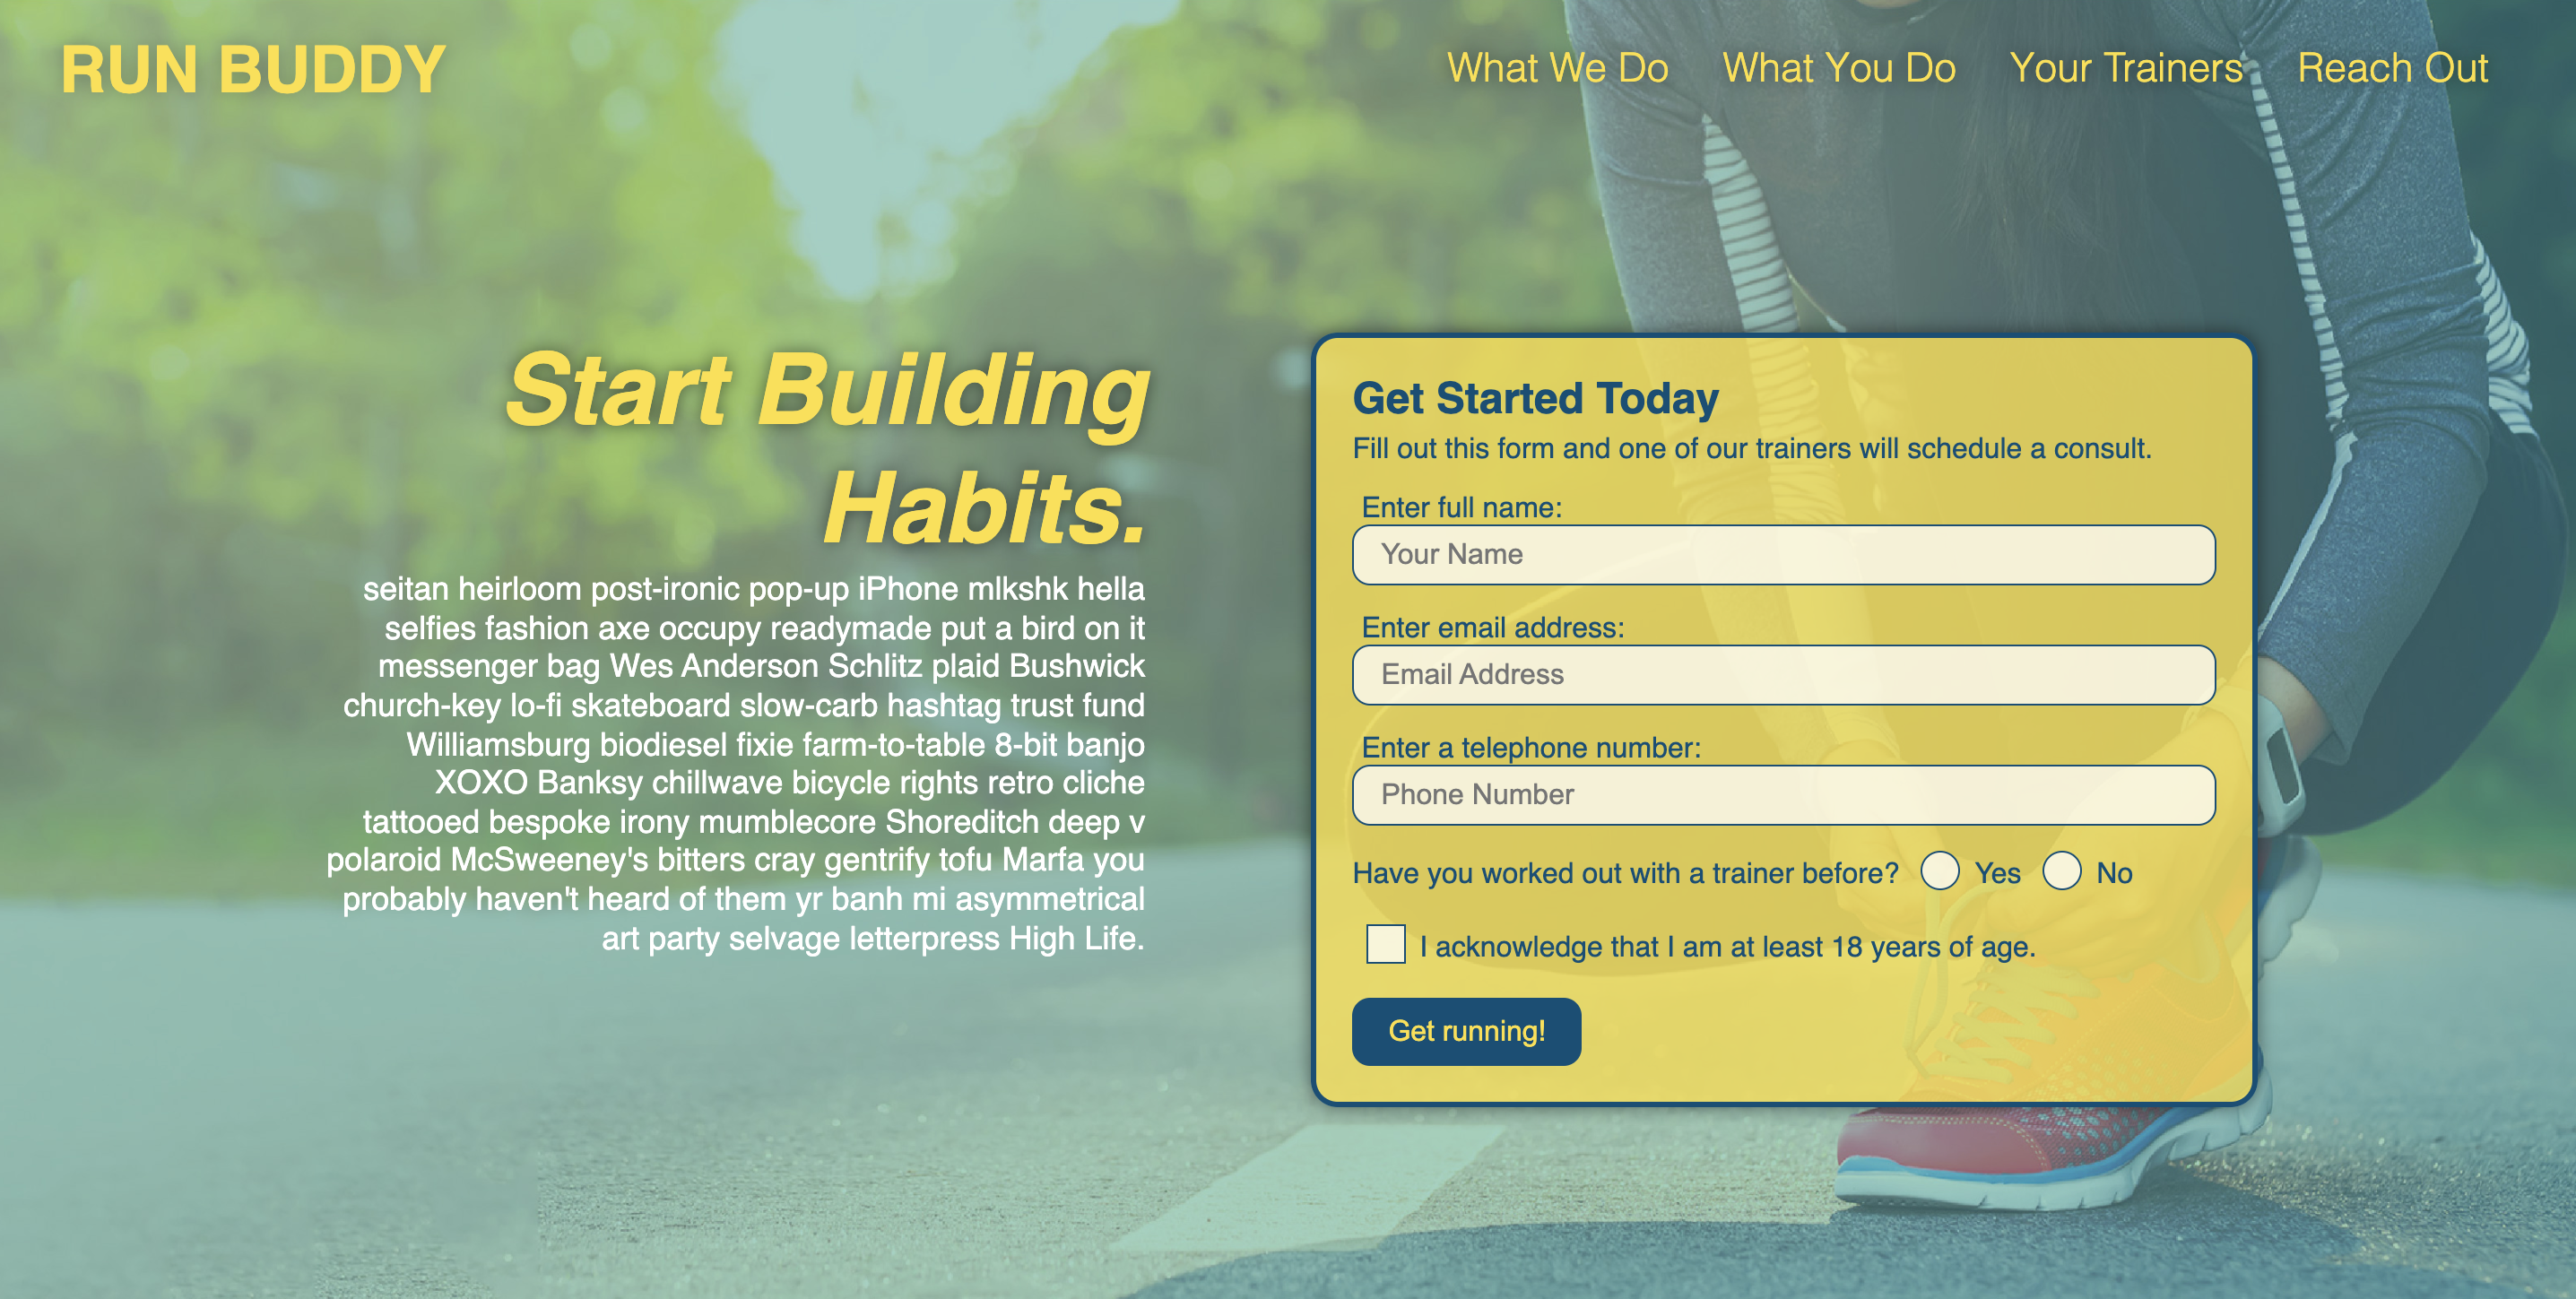 RUN BUDDY
What We Do What You Do Your Trainers Reach Out
Start Building
Habits.
seitan heirloom post-ironic pop-up iPhone mlkshk hella
selfies fashion axe occupy readymade put a bird on it
messenger bag Wes Anderson Schlitz plaid Bushwick
church-key lo-fi skateboard slow-carb hashtag trust fund
Williamsburg biodiesel fixie farm-to-table 8-bit banjo
XOXO Banksy chillwave bicycle rights retro cliche
tattooed bespoke irony mumblecore Shoreditch deep v
polaroid McSweeney's bitters cray gentrify tofu Marfa you
probably haven't heard of them yr banh mi asymmetrical
art party selvage letterpress High Life.
Get Started Today
Fill out this form and one of our trainers will schedule a consult.
Enter full name:
Your Name
Enter email address:
Email Address
Enter a telephone number:
Phone Number
Have you worked out with a trainer before? Yes No
I acknowledge that I am at least 18 years of age.
Get running!